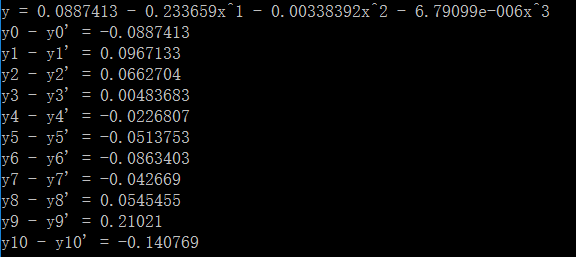 y = 0.0887413 - 0.233659x^1 - 0.00338392x^2 - 6.79099e-006x^3
y0 - y0' = -0.0887413
y1 - y1' = 0.0967133
y2 - y2' = 0.0662704
y3 - y3' = 0.00483683
y4 - y4' = -0.0226807
y5 - y5' = -0.0513753
y6 - y6' = -0.0863403
y7 - y7' = -0.042669
y8 - y8' = 0.0545455
y9 - y9' = 0.21021
y10 - y10' = -0.140769